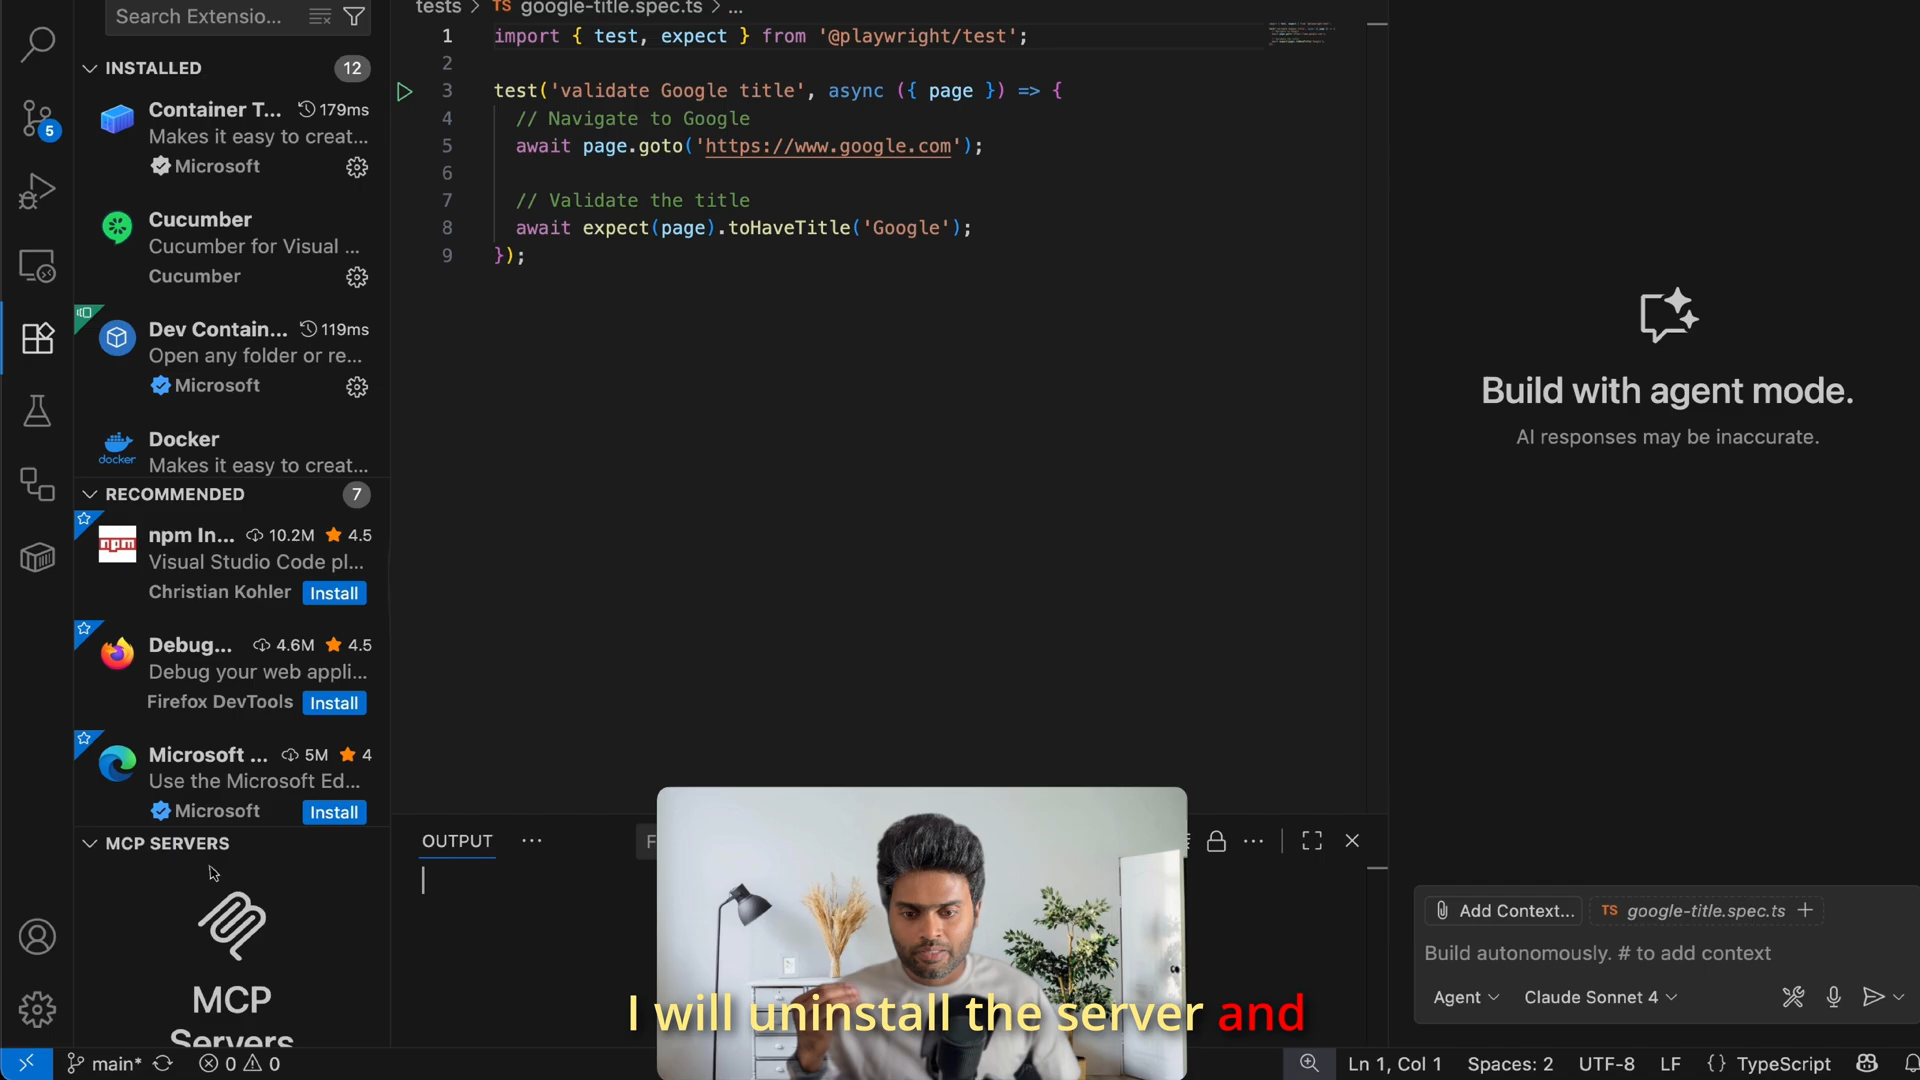 Search Extensio...
INSTALLED
12
Container T...
179ms
Makes it easy to creat...
Microsoft
Cucumber
Cucumber for Visual ...
Cucumber
Dev Contain...
119ms
Open any folder or re...
Microsoft
Docker
docker
Makes it easy to creat...
RECOMMENDED
7
npm
npm In...
10.2M
4.5
Visual Studio Code pl...
Christian Kohler
Install
Debug...
4.6M
4.5
Debug your web appli...
Firefox DevTools
Install
Microsoft ...
5M
4
Use the Microsoft Ed...
Microsoft
Install
MCP SERVERS
MCP
Servers
5
tests > TS google-title.spec.ts > ...
1 import { test, expect } from '@playwright/test';
2
3 test('validate Google title', async ({ page }) => {
4 // Navigate to Google
5 await page.goto('https://www.google.com');
6
7 // Validate the title
8 await expect(page).toHaveTitle('Google');
9 });
OUTPUT
...
F
...
I will uninstall the server and
Build with agent mode.
AI responses may be inaccurate.
Add Context...
TS google-title.spec.ts +
Build autonomously. # to add context
Agent
Claude Sonnet 4
main*
0
0
Ln 1, Col 1
Spaces: 2
UTF-8
LF
{} TypeScript